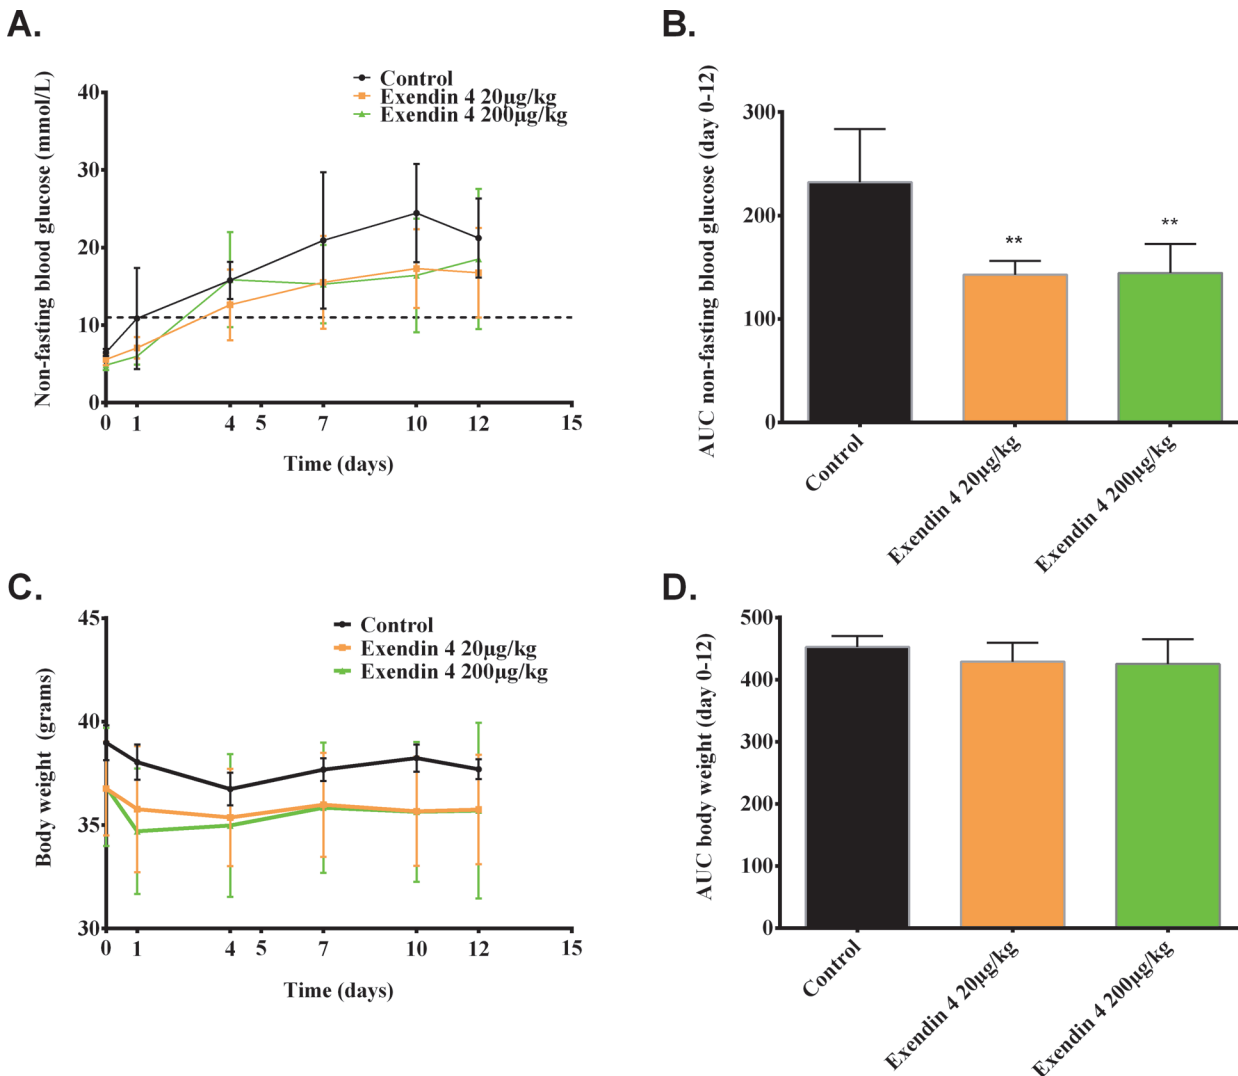 A.
Non-fasting blood glucose (mmol/L)
40
30
20
10
0
0 1 4 5 7 10 12 15
Time (days)
Control
Exendin 4 20µg/kg
Exendin 4 200µg/kg
B.
AUC non-fasting blood glucose (day 0-12)
300
200
100
0
**
**
Control
Exendin 4 20µg/kg
Exendin 4 200µg/kg
C.
Body weight (grams)
45
40
35
30
0 1 4 5 7 10 12 15
Time (days)
Control
Exendin 4 20µg/kg
Exendin 4 200µg/kg
D.
AUC body weight (day 0-12)
500
400
300
200
100
0
Control
Exendin 4 20µg/kg
Exendin 4 200µg/kg